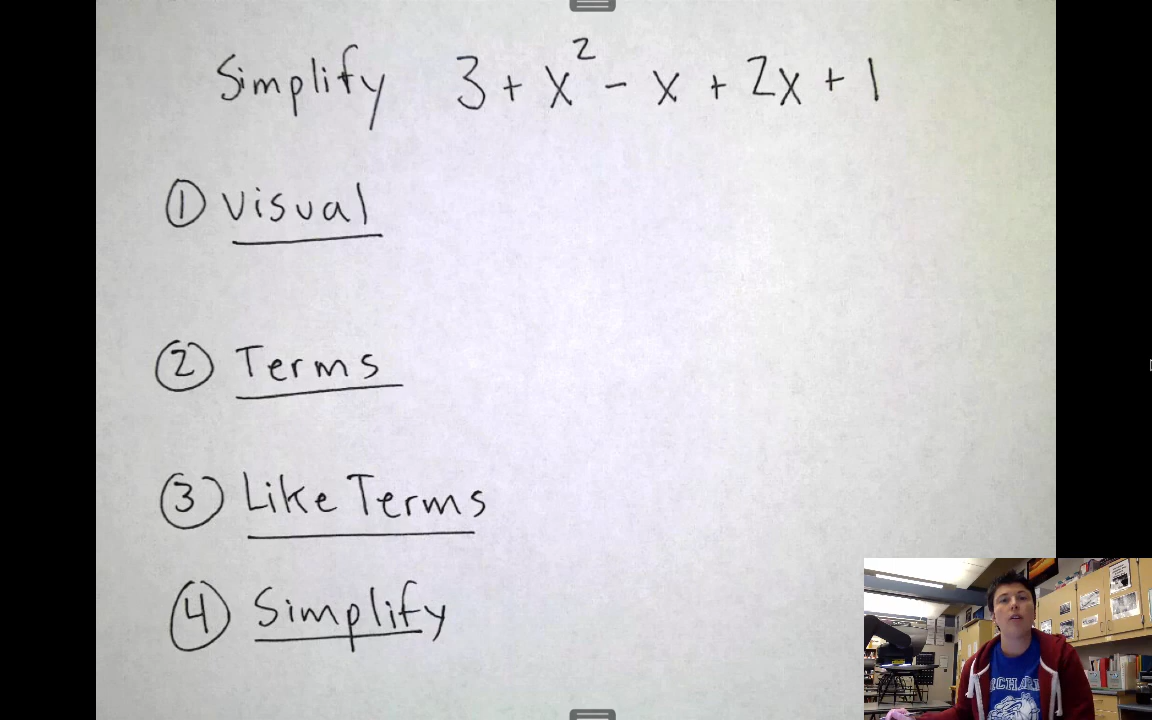 Simplify 3 + x² - x + 2x + 1
① Visual
② Terms
③ Like Terms
④ Simplify